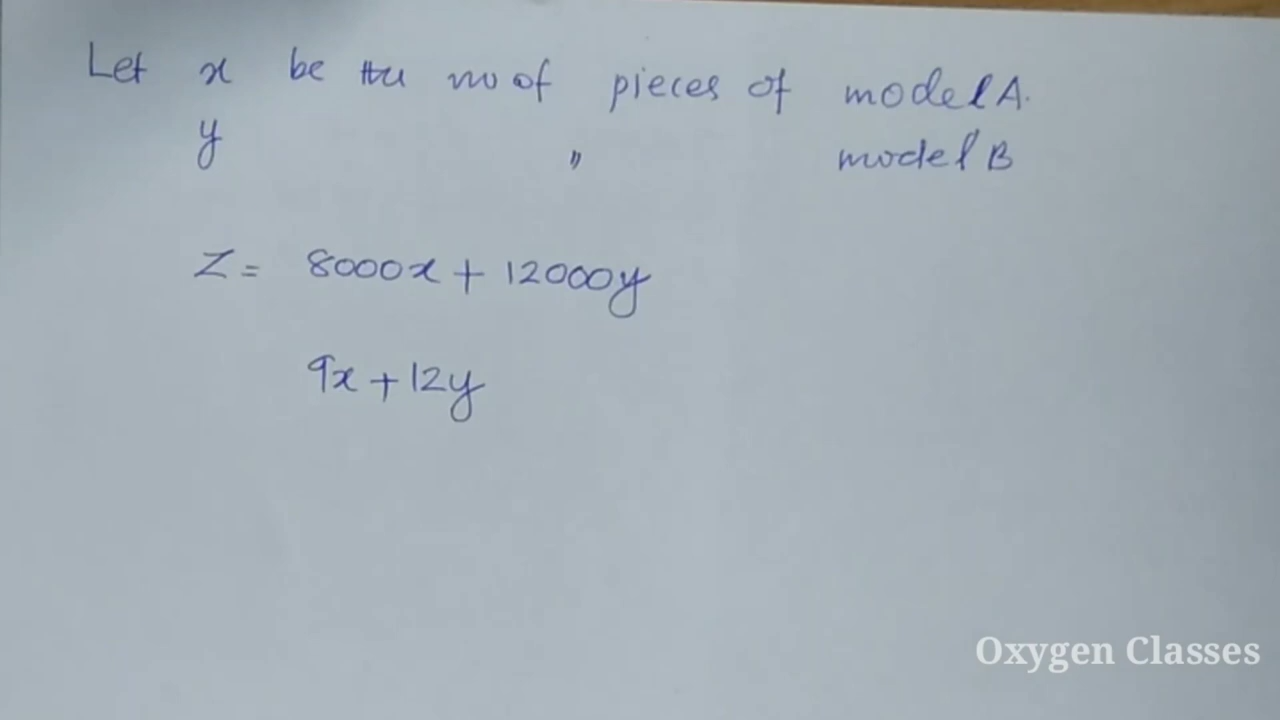 Let x be the no of pieces of model A.
y " model B
Z = 8000x + 12000y
9x + 12y
Oxygen Classes